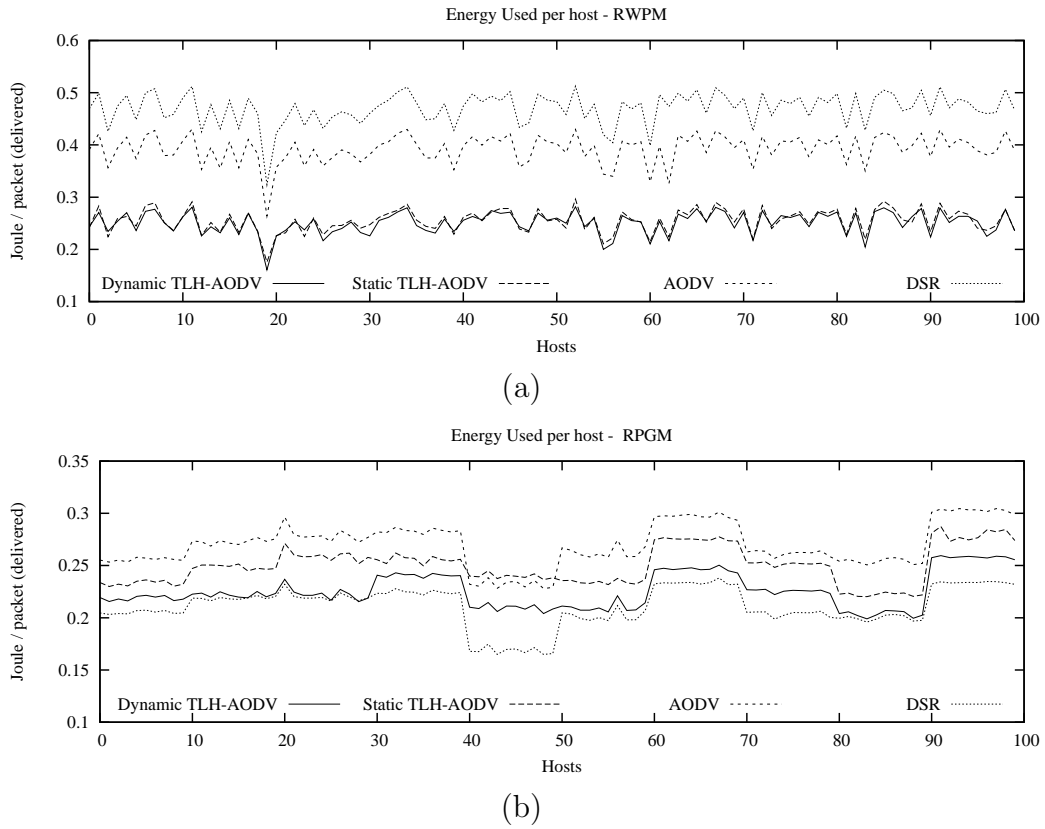 Energy Used per host - RWPM
0.6
0.5
0.4
0.3
0.2
0.1
Joule / packet (delivered)
Dynamic TLH-AODV Static TLH-AODV AODV DSR
0 10 20 30 40 50 60 70 80 90 100
Hosts
(a)
Energy Used per host - RPGM
0.35
0.3
0.25
0.2
0.15
0.1
Joule / packet (delivered)
Dynamic TLH-AODV Static TLH-AODV AODV DSR
0 10 20 30 40 50 60 70 80 90 100
Hosts
(b)